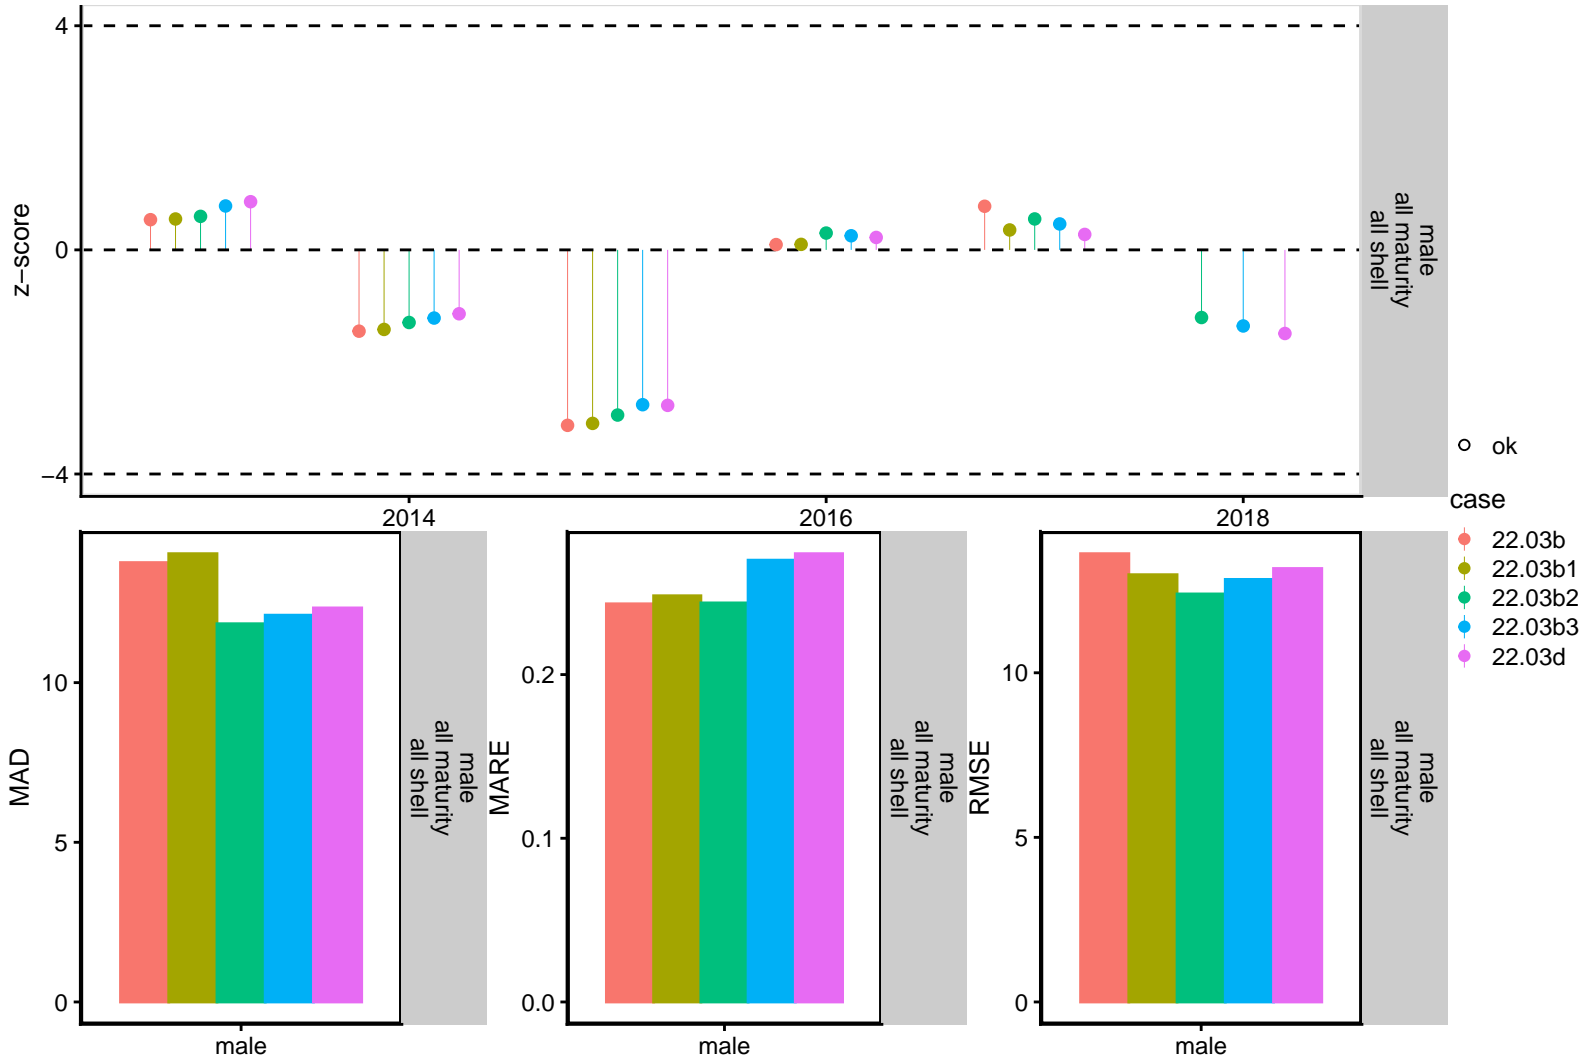 z−score
4
0
−4
2014
2016
2018
male
all maturity
all shell
ok
case
22.03b
22.03b1
22.03b2
22.03b3
22.03d
MAD
10
5
0
male
male
all maturity
all shell
MARE
0.2
0.1
0.0
male
male
all maturity
all shell
RMSE
10
5
0
male
male
all maturity
all shell